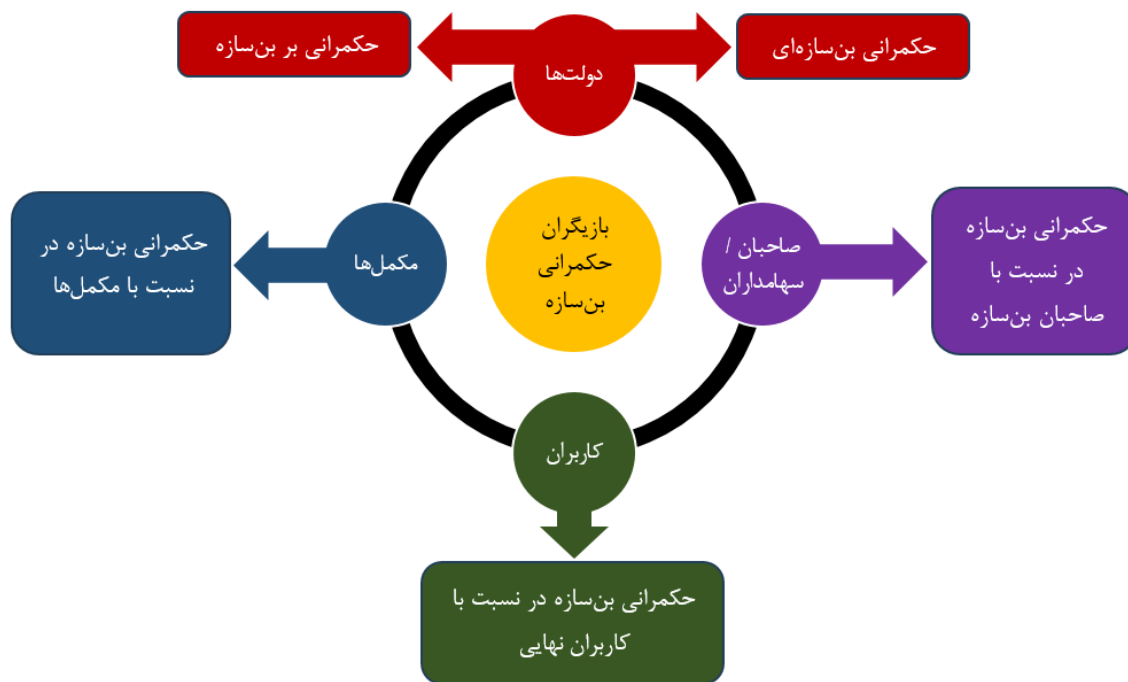 حکمرانی بن‌سازه‌ای
دولت‌ها
حکمرانی بر بن‌سازه
حکمرانی بن‌سازه
در نسبت با
صاحبان بن‌سازه
صاحبان /
سهامداران
بازیگران
حکمرانی
بن‌سازه
مکمل‌ها
حکمرانی بن‌سازه در
نسبت با مکمل‌ها
کاربران
حکمرانی بن‌سازه در نسبت با
کاربران نهایی